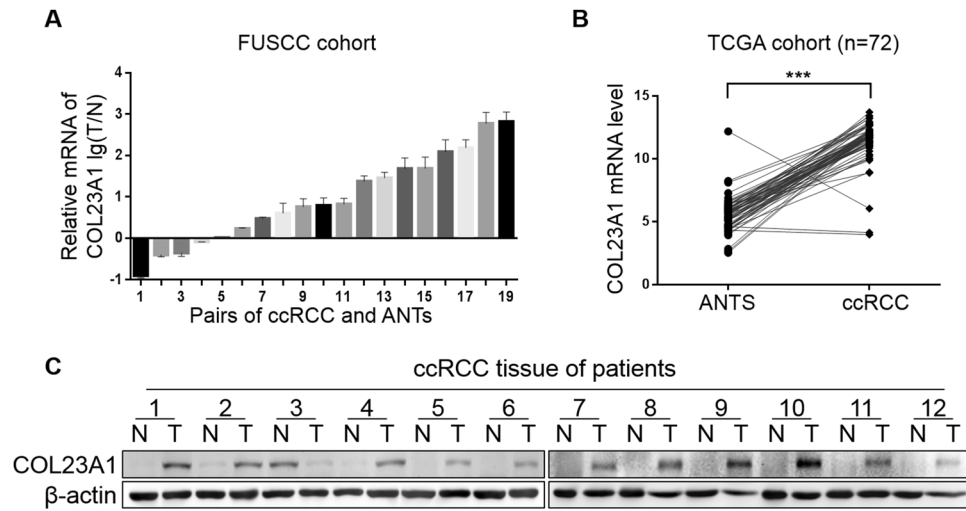 A
FUSCC cohort
Relative mRNA of
COL23A1 lg(T/N)
4
3
2
1
0
-1
1 3 5 7 9 11 13 15 17 19
Pairs of ccRCC and ANTs
B
TCGA cohort (n=72)
***
COL23A1 mRNA level
15
10
5
0
ANTS ccRCC
C
ccRCC tissue of patients
1 2 3 4 5 6 7 8 9 10 11 12
N T N T N T N T N T N T N T N T N T N T N T N T
COL23A1
β-actin